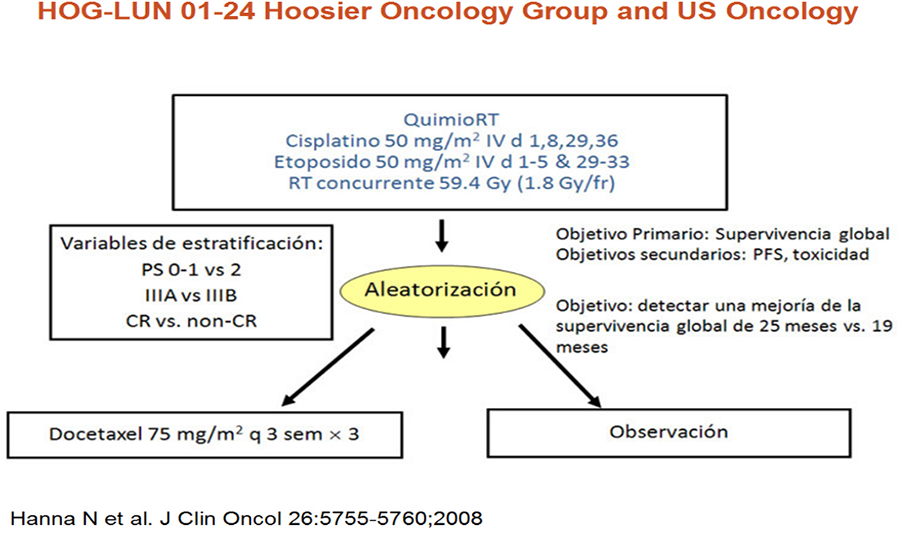 HOG-LUN 01-24 Hoosier Oncology Group and US Oncology
QuimioRT
Cisplatino 50 mg/m² IV d 1,8,29,36
Etoposido 50 mg/m² IV d 1-5 & 29-33
RT concurrente 59.4 Gy (1.8 Gy/fr)
Variables de estratificación:
PS 0-1 vs 2
IIIA vs IIIB
CR vs. non-CR
Aleatorización
Objetivo Primario: Supervivencia global
Objetivos secundarios: PFS, toxicidad
Objetivo: detectar una mejoría de la
supervivencia global de 25 meses vs. 19
meses
Docetaxel 75 mg/m² q 3 sem × 3
Observación
Hanna N et al. J Clin Oncol 26:5755-5760;2008